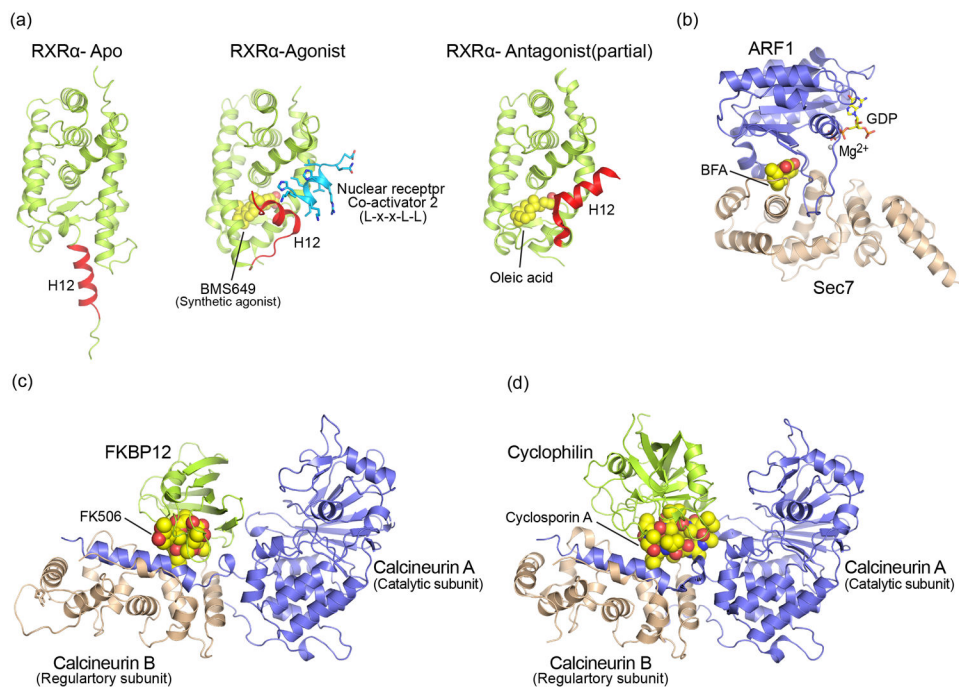 (a)
RXRα- Apo
RXRα-Agonist
RXRα- Antagonist(partial)
H12
Nuclear receptpr
Co-activator 2
(L-x-x-L-L)
H12
BMS649
(Synthetic agonist)
H12
Oleic acid
(b)
ARF1
GDP
Mg2+
BFA
Sec7
(c)
FKBP12
FK506
Calcineurin A
(Catalytic subunit)
Calcineurin B
(Regulartory subunit)
(d)
Cyclophilin
Cyclosporin A
Calcineurin A
(Catalytic subunit)
Calcineurin B
(Regulartory subunit)